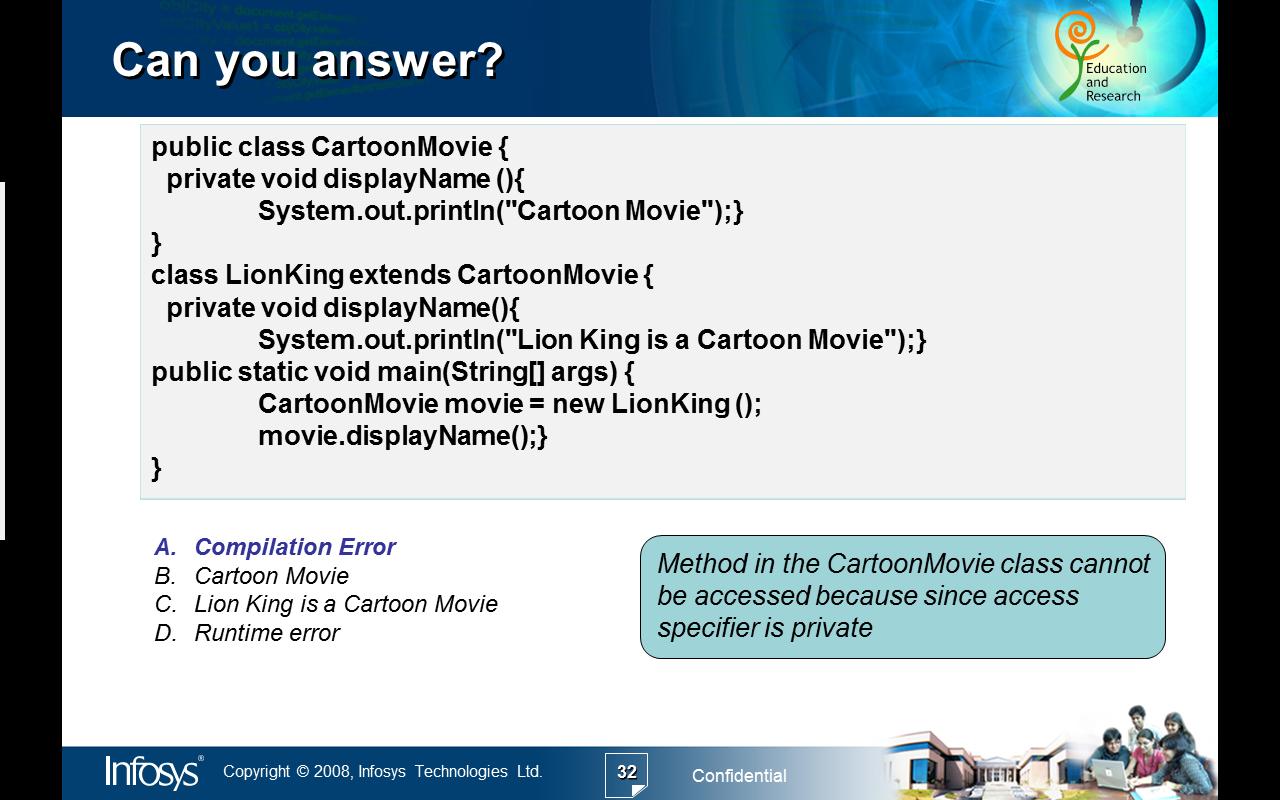 Can you answer?
Education
and
Research
public class CartoonMovie {
private void displayName (){
System.out.println("Cartoon Movie");}
}
class LionKing extends CartoonMovie {
private void displayName(){
System.out.println("Lion King is a Cartoon Movie");}
public static void main(String[] args) {
CartoonMovie movie = new LionKing ();
movie.displayName();}
}
A. Compilation Error
B. Cartoon Movie
C. Lion King is a Cartoon Movie
D. Runtime error
Method in the CartoonMovie class cannot
be accessed because since access
specifier is private
Infosys® Copyright © 2008, Infosys Technologies Ltd. 32 Confidential